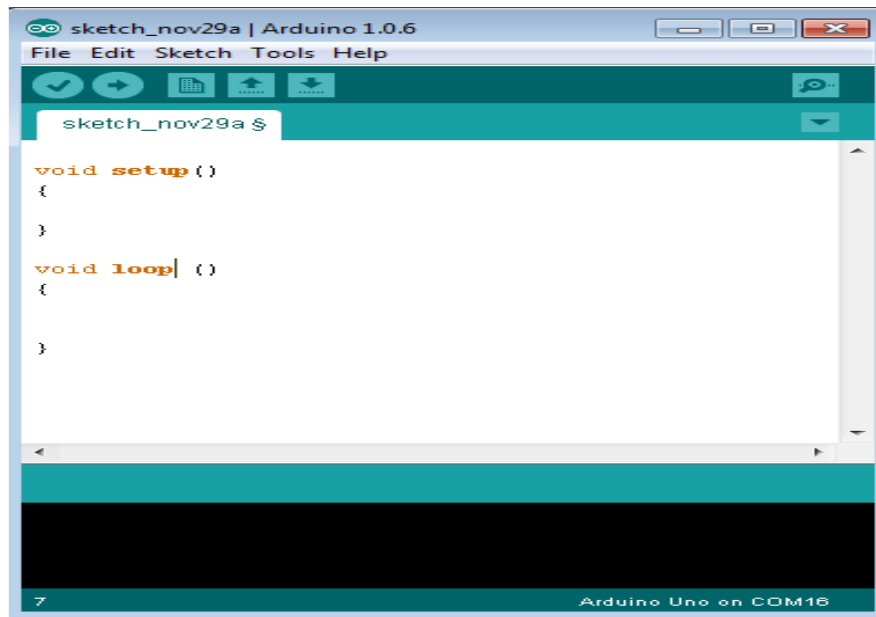 sketch_nov29a | Arduino 1.0.6
File Edit Sketch Tools Help
sketch_nov29a §
void setup()
{
}
void loop ()
{
}
7 Arduino Uno on COM16